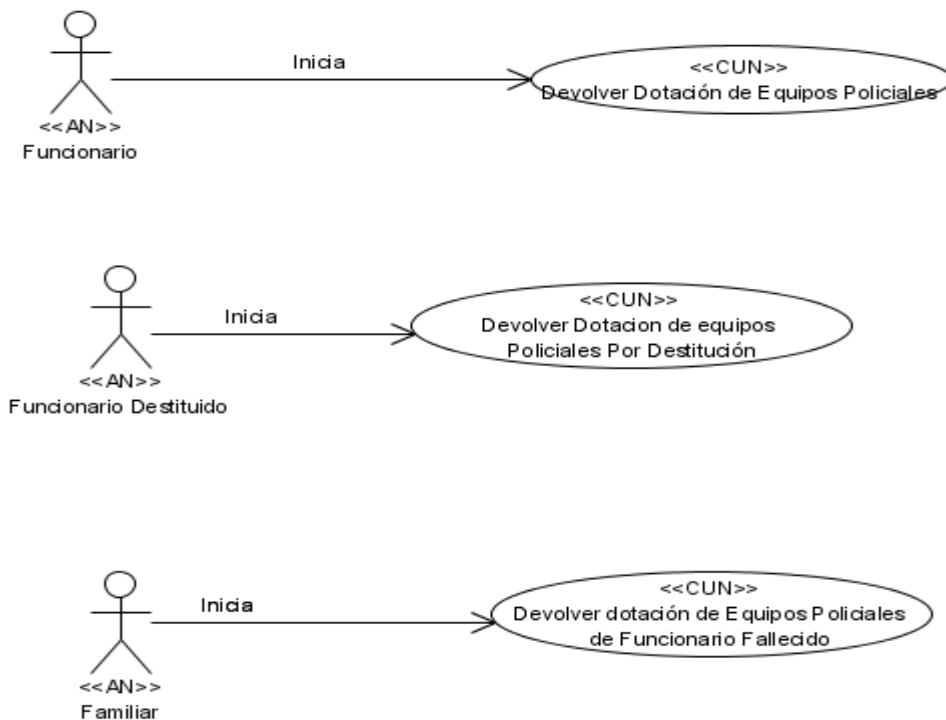 Inicia
<<CUN>>
Devolver Dotación de Equipos Policiales
<<AN>>
Funcionario
Inicia
<<CUN>>
Devolver Dotacion de equipos
Policiales Por Destitución
<<AN>>
Funcionario Destituido
Inicia
<<CUN>>
Devolver dotación de Equipos Policiales
de Funcionario Fallecido
<<AN>>
Familiar